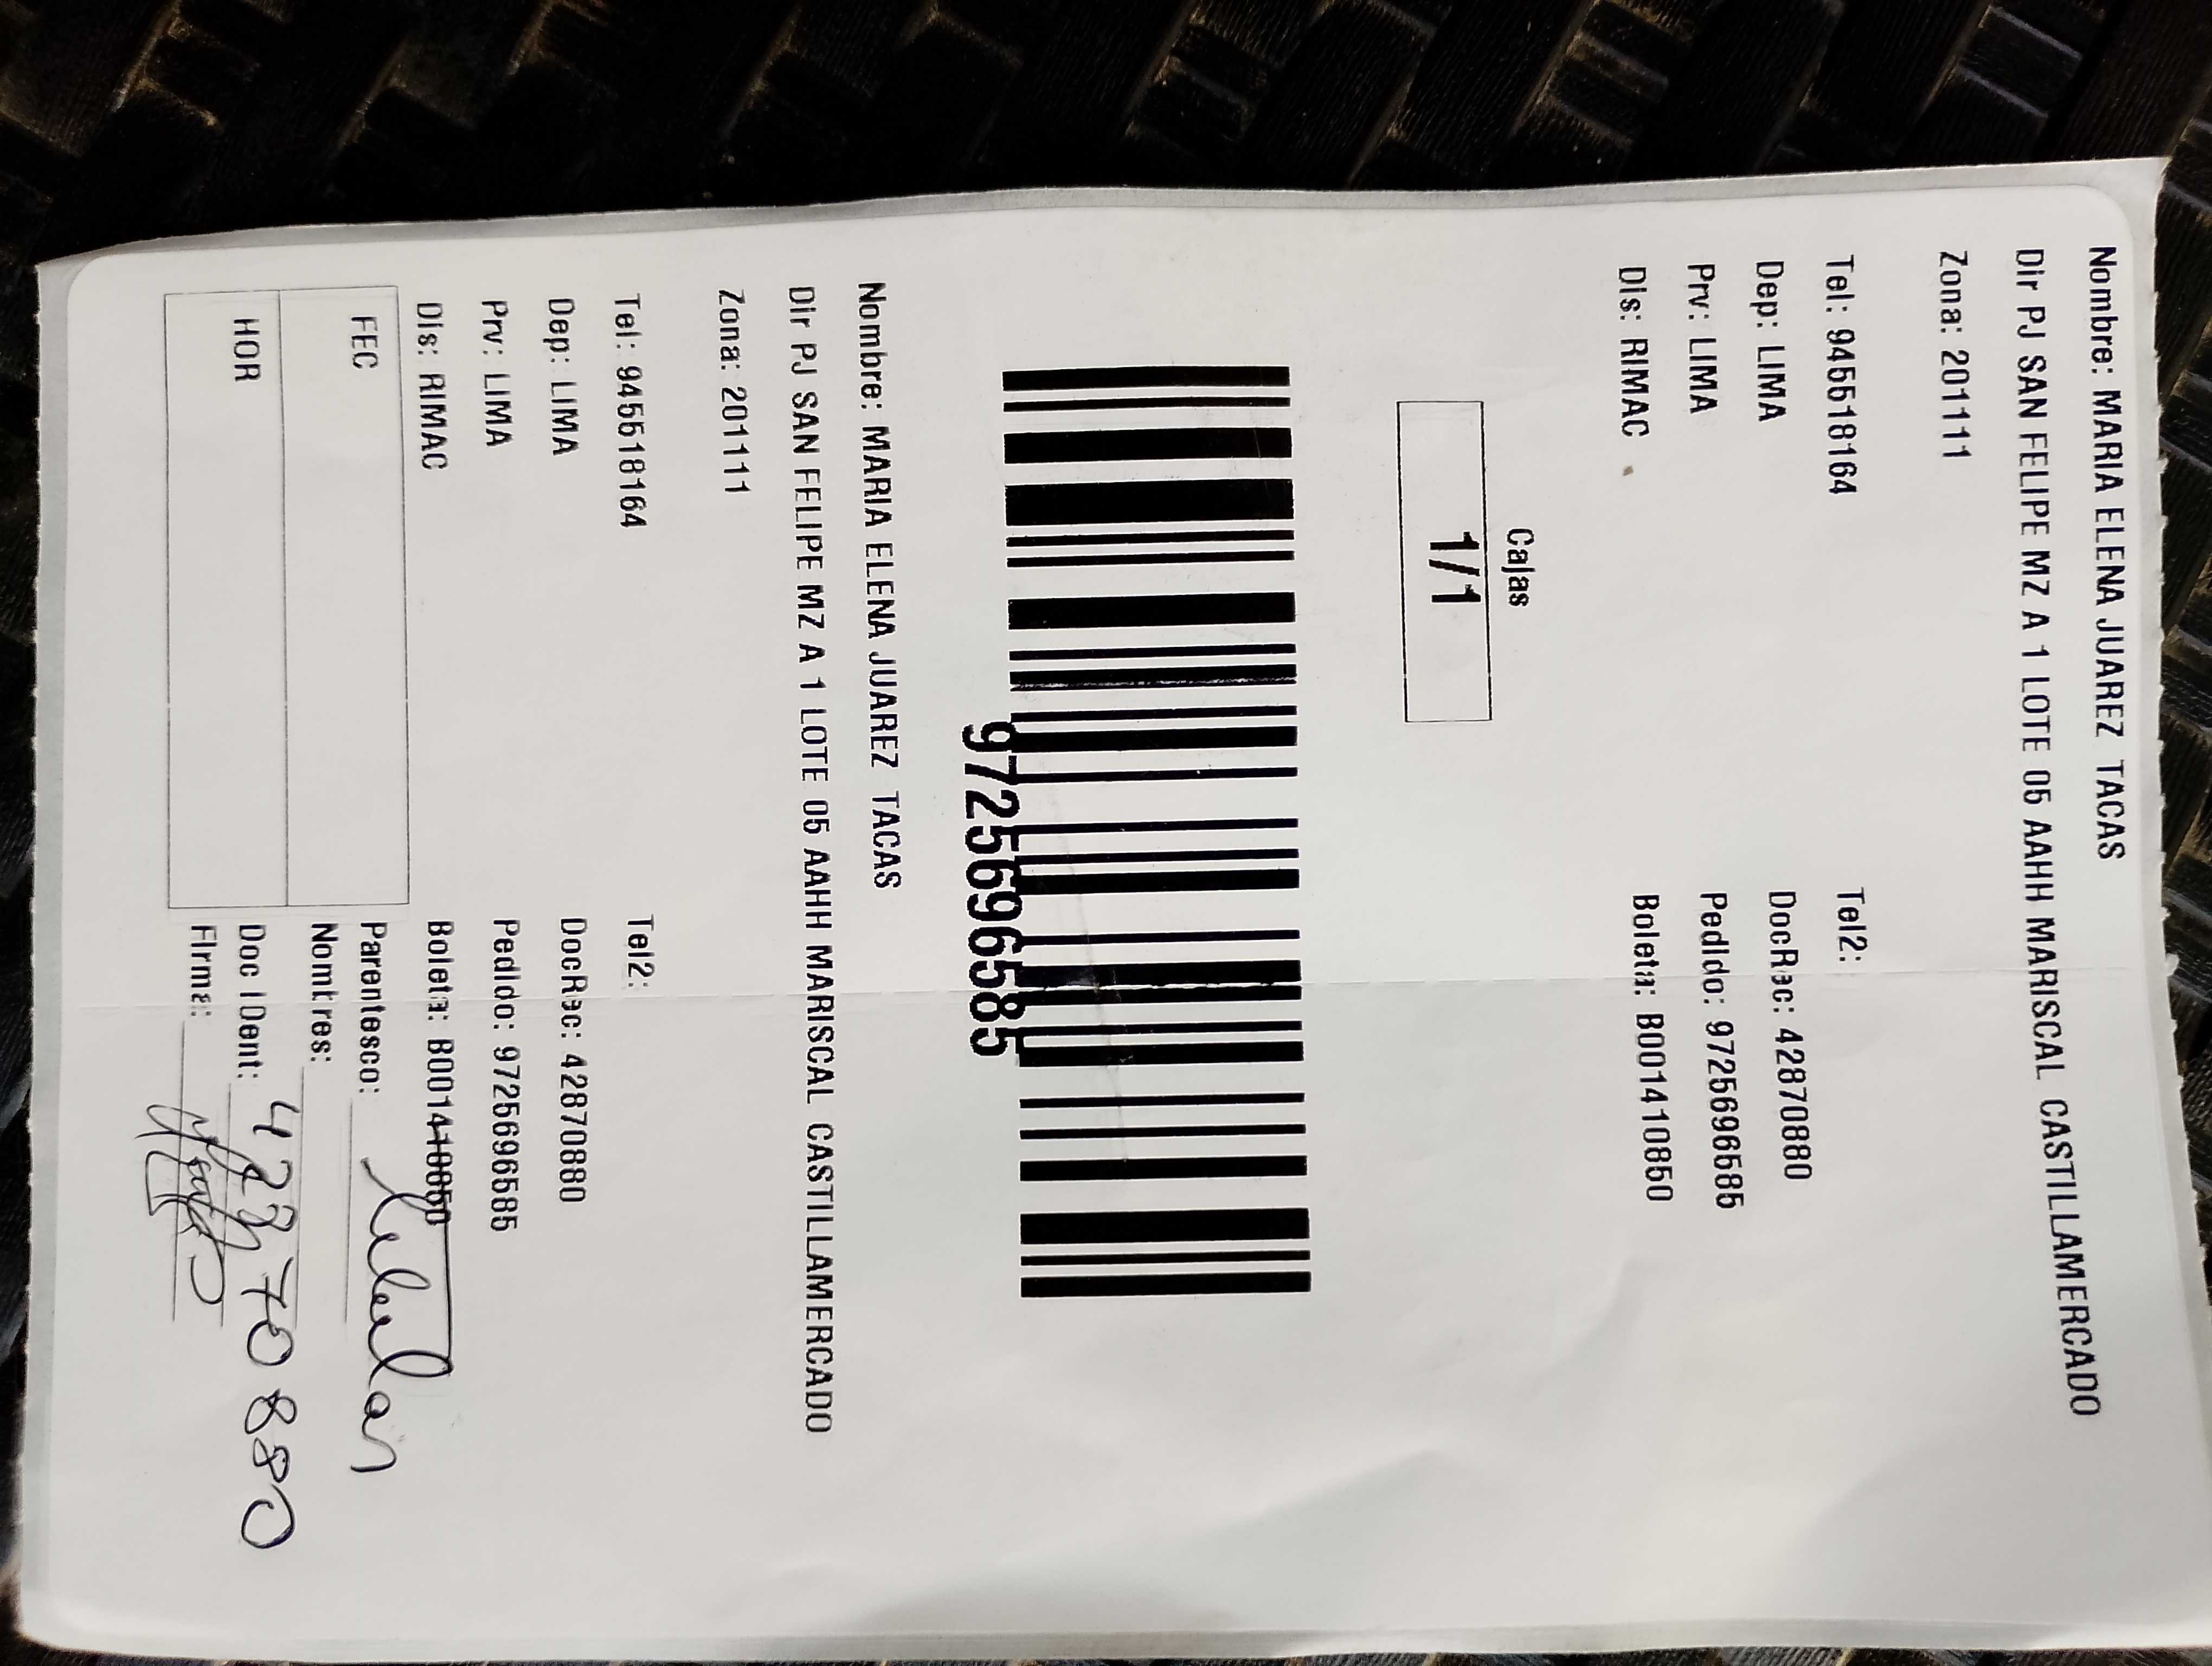 Nombre: MARIA ELENA JUAREZ TACAS
Dir PJ SAN FELIPE MZ A 1 LOTE 05 AAHH MARISCAL CASTILLAMERCADO
Zona: 201111
Tel: 945518164 Tel2:
Dep: LIMA DocRec: 42870880
Prv: LIMA Pedido: 9725696585
Dis: RIMAC Boleta: B001410850
Cajas
1/1
9725696585
Nombre: MARIA ELENA JUAREZ TACAS
Dir PJ SAN FELIPE MZ A 1 LOTE 05 AAHH MARISCAL CASTILLAMERCADO
Zona: 201111
Tel: 945518164 Tel2:
Dep: LIMA DocRec: 42870880
Prv: LIMA Pedido: 9725696585
Dis: RIMAC Boleta: B001410850
FEC Parentesco:
Nombres:
HOR Doc IDent: 42870880
Firma: